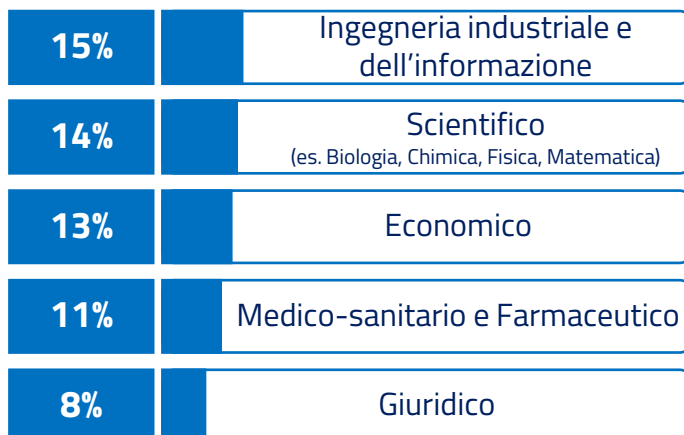 15%
Ingegneria industriale e
dell’informazione
14%
Scientifico
(es. Biologia, Chimica, Fisica, Matematica)
13%
Economico
11%
Medico-sanitario e Farmaceutico
8%
Giuridico